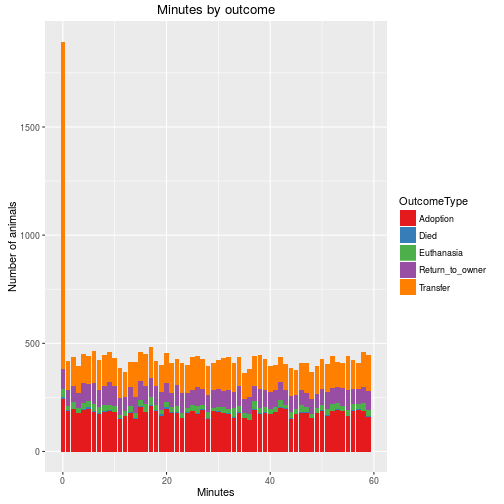 Minutes by outcome
Number of animals
1500
1000
500
0
0
20
40
60
Minutes
OutcomeType
Adoption
Died
Euthanasia
Return_to_owner
Transfer